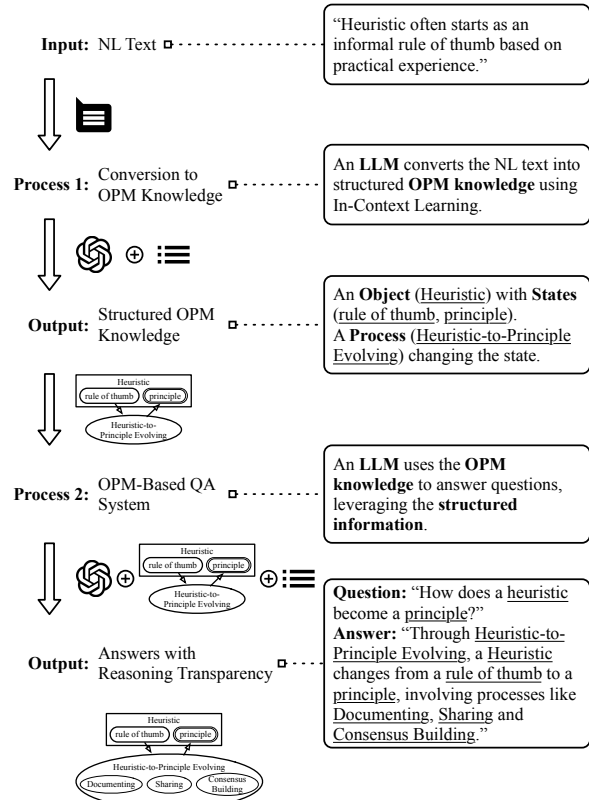 Input: NL Text
“Heuristic often starts as an
informal rule of thumb based on
practical experience.”
Process 1: Conversion to
OPM Knowledge
An LLM converts the NL text into
structured OPM knowledge using
In-Context Learning.
Output: Structured OPM
Knowledge
An Object (Heuristic) with States
(rule of thumb, principle).
A Process (Heuristic-to-Principle
Evolving) changing the state.
Heuristic
rule of thumb
principle
Heuristic-to-
Principle Evolving
Process 2: OPM-Based QA
System
An LLM uses the OPM
knowledge to answer questions,
leveraging the structured
information.
Heuristic
rule of thumb
principle
Heuristic-to-
Principle Evolving
Output: Answers with
Reasoning Transparency
Question: “How does a heuristic
become a principle?”
Answer: “Through Heuristic-to-
Principle Evolving, a Heuristic
changes from a rule of thumb to a
principle, involving processes like
Documenting, Sharing and
Consensus Building.”
Heuristic
rule of thumb
principle
Heuristic-to-Principle Evolving
Documenting
Sharing
Consensus
Building